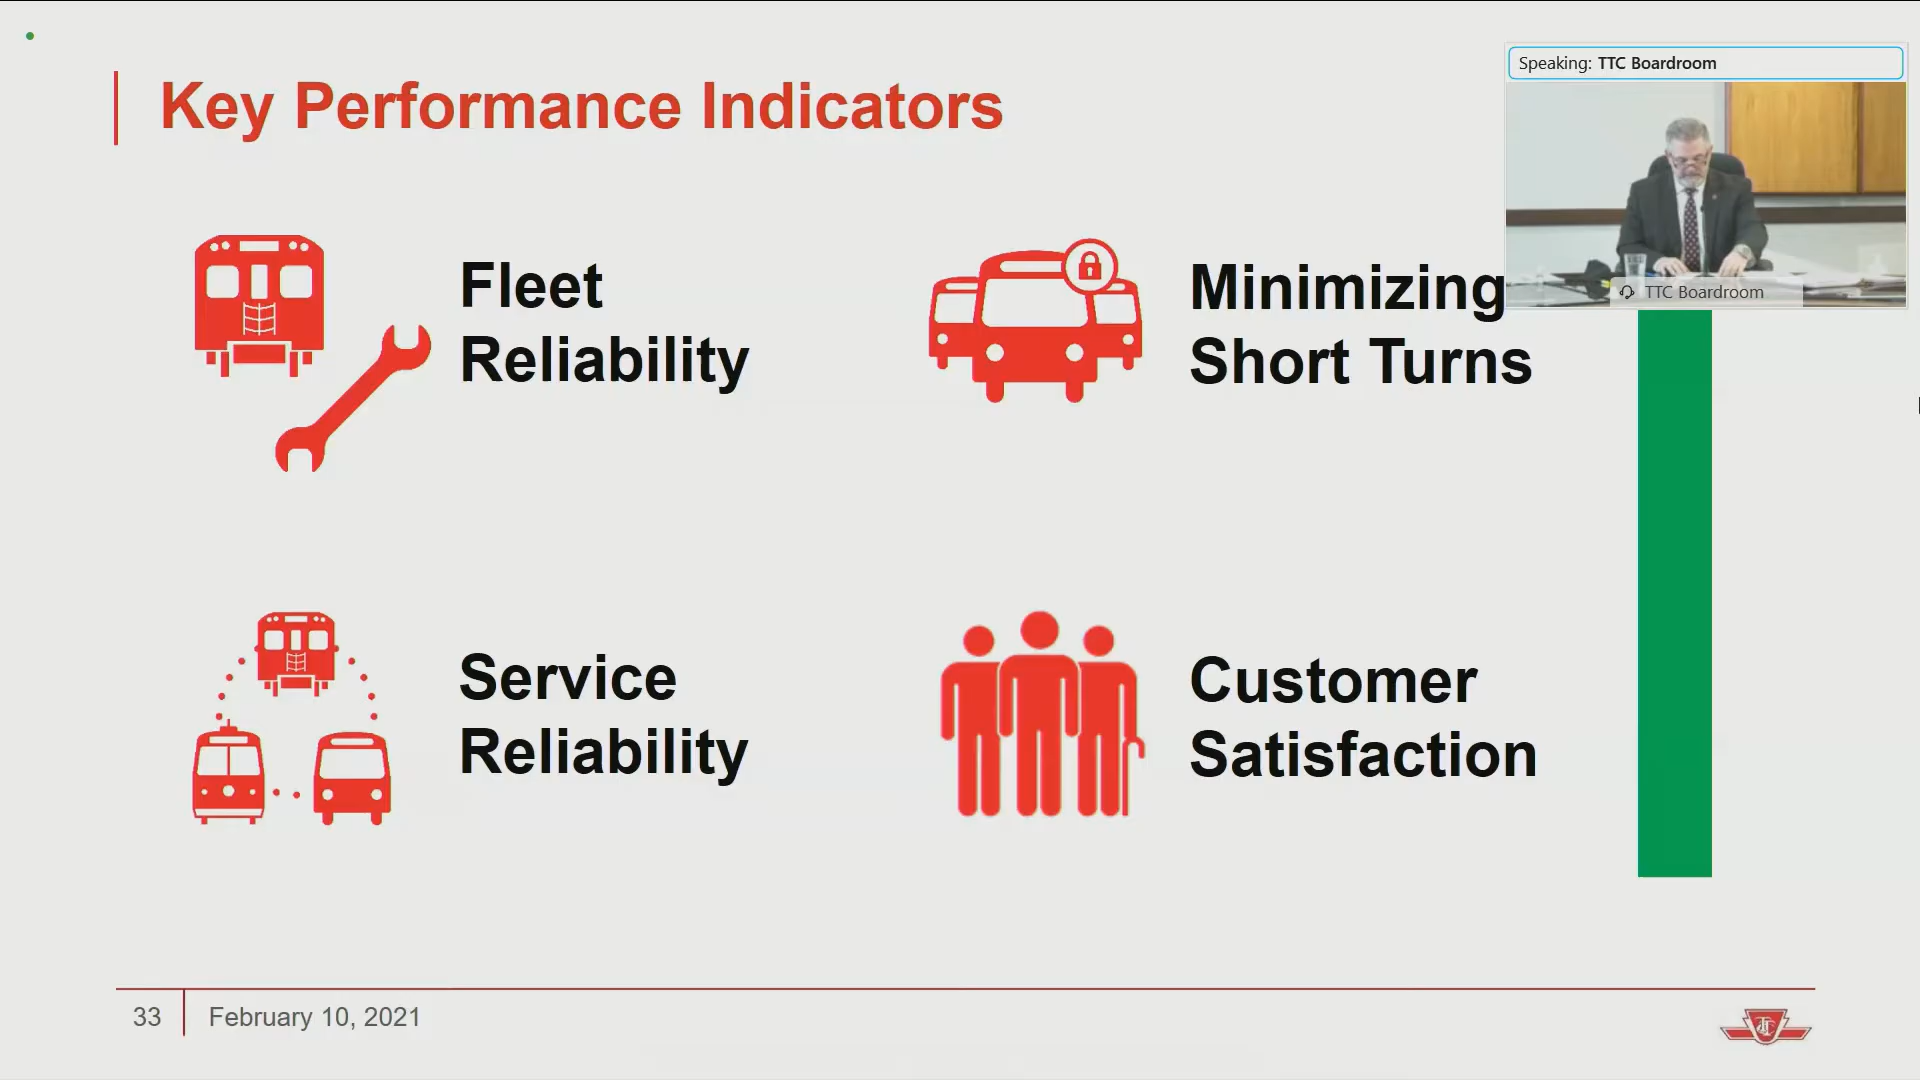 Key Performance Indicators
Speaking: TTC Boardroom
TTC Boardroom
Fleet
Reliability
Minimizing
Short Turns
Service
Reliability
Customer
Satisfaction
33
February 10, 2021